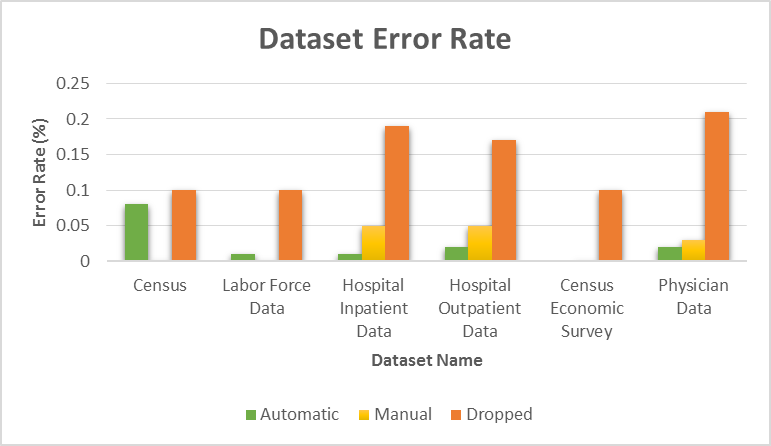 Dataset Error Rate
0.25
0.2
0.15
0.1
0.05
0
Error Rate (%)
Census
Labor Force
Data
Hospital
Inpatient
Data
Hospital
Outpatient
Data
Census
Economic
Survey
Physician
Data
Dataset Name
Automatic Manual Dropped